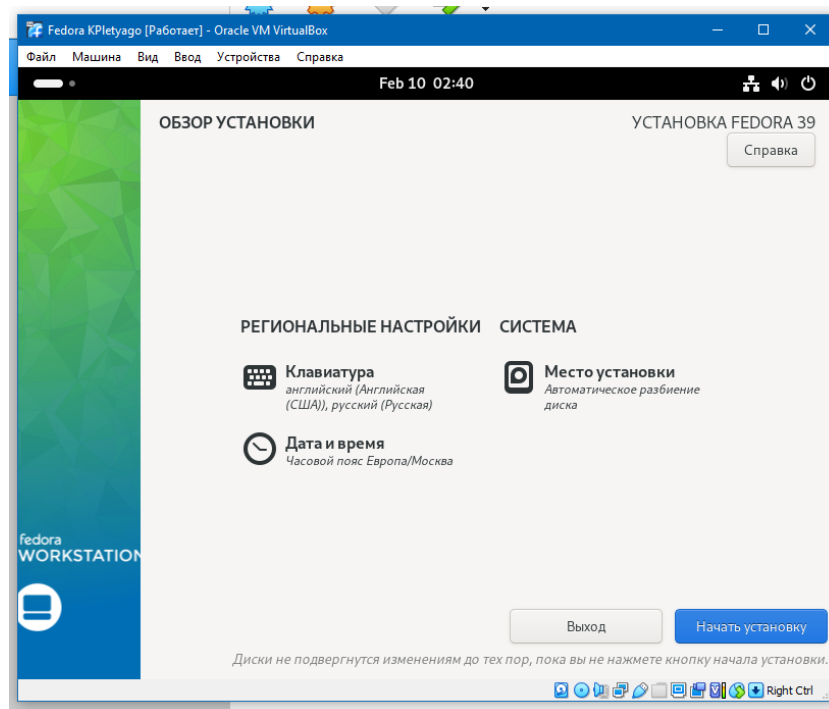 Fedora KPletyago [Работает] - Oracle VM VirtualBox
Файл Машина Вид Ввод Устройства Справка
Feb 10 02:40
ОБЗОР УСТАНОВКИ
УСТАНОВКА FEDORA 39
Справка
РЕГИОНАЛЬНЫЕ НАСТРОЙКИ
СИСТЕМА
Клавиатура
английский (Английская
(США)), русский (Русская)
Место установки
Автоматическое разбиение
диска
Дата и время
Часовой пояс Европа/Москва
fedora
WORKSTATION
Выход
Начать установку
Диски не подвергнутся изменениям до тех пор, пока вы не нажмете кнопку начала установки.
Right Ctrl